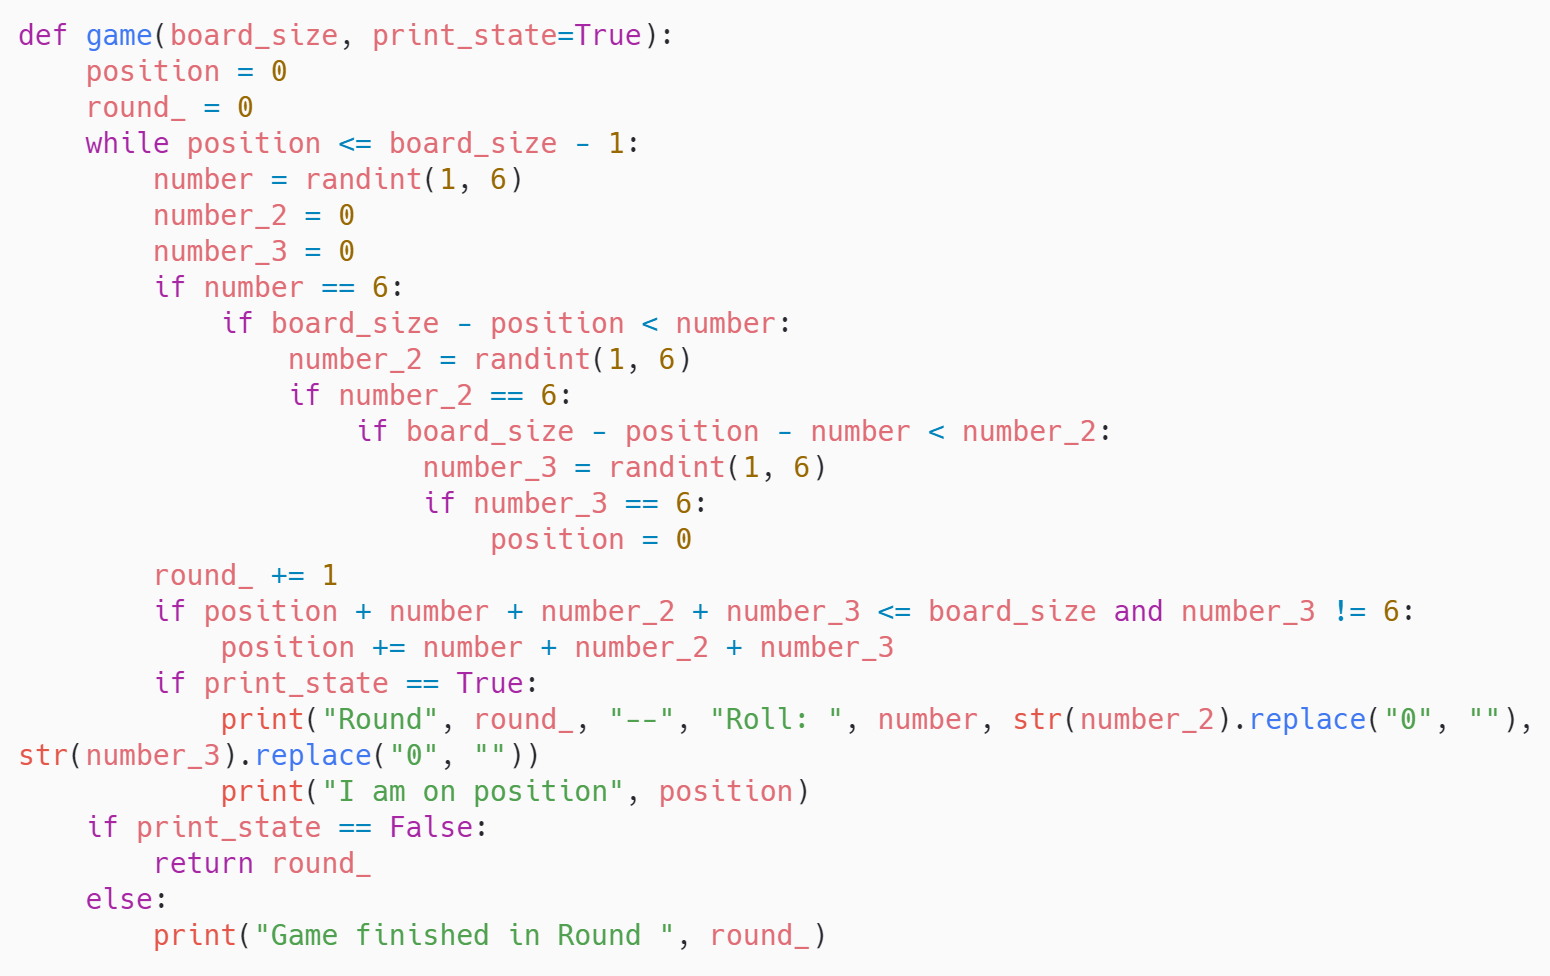 def game(board_size, print_state=True):
    position = 0
    round_ = 0
    while position <= board_size - 1:
        number = randint(1, 6)
        number_2 = 0
        number_3 = 0
        if number == 6:
            if board_size - position < number:
                number_2 = randint(1, 6)
                if number_2 == 6:
                    if board_size - position - number < number_2:
                        number_3 = randint(1, 6)
                        if number_3 == 6:
                            position = 0
        round_ += 1
        if position + number + number_2 + number_3 <= board_size and number_3 != 6:
            position += number + number_2 + number_3
        if print_state == True:
            print("Round", round_, "--", "Roll: ", number, str(number_2).replace("0", ""),
str(number_3).replace("0", ""))
            print("I am on position", position)
    if print_state == False:
        return round_
    else:
        print("Game finished in Round ", round_)